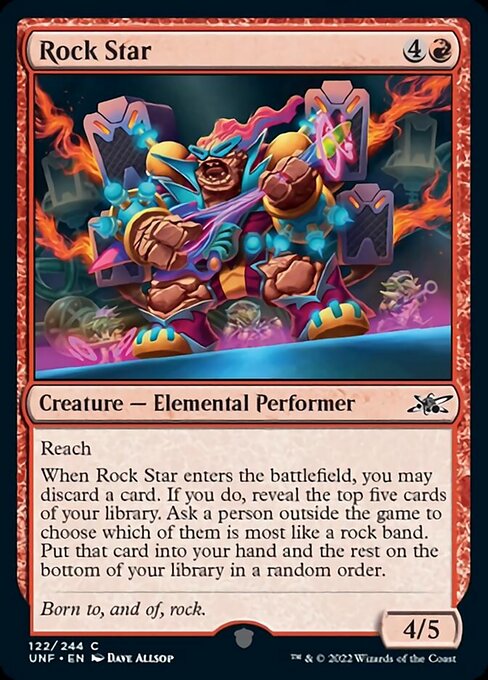 Rock Star 4
Creature — Elemental Performer
Reach
When Rock Star enters the battlefield, you may
discard a card. If you do, reveal the top five cards
of your library. Ask a person outside the game to
choose which of them is most like a rock band.
Put that card into your hand and the rest on the
bottom of your library in a random order.
Born to, and of, rock.
4/5
122/244 C
UNF • EN Dave Allsop
™ & © 2022 Wizards of the Coast